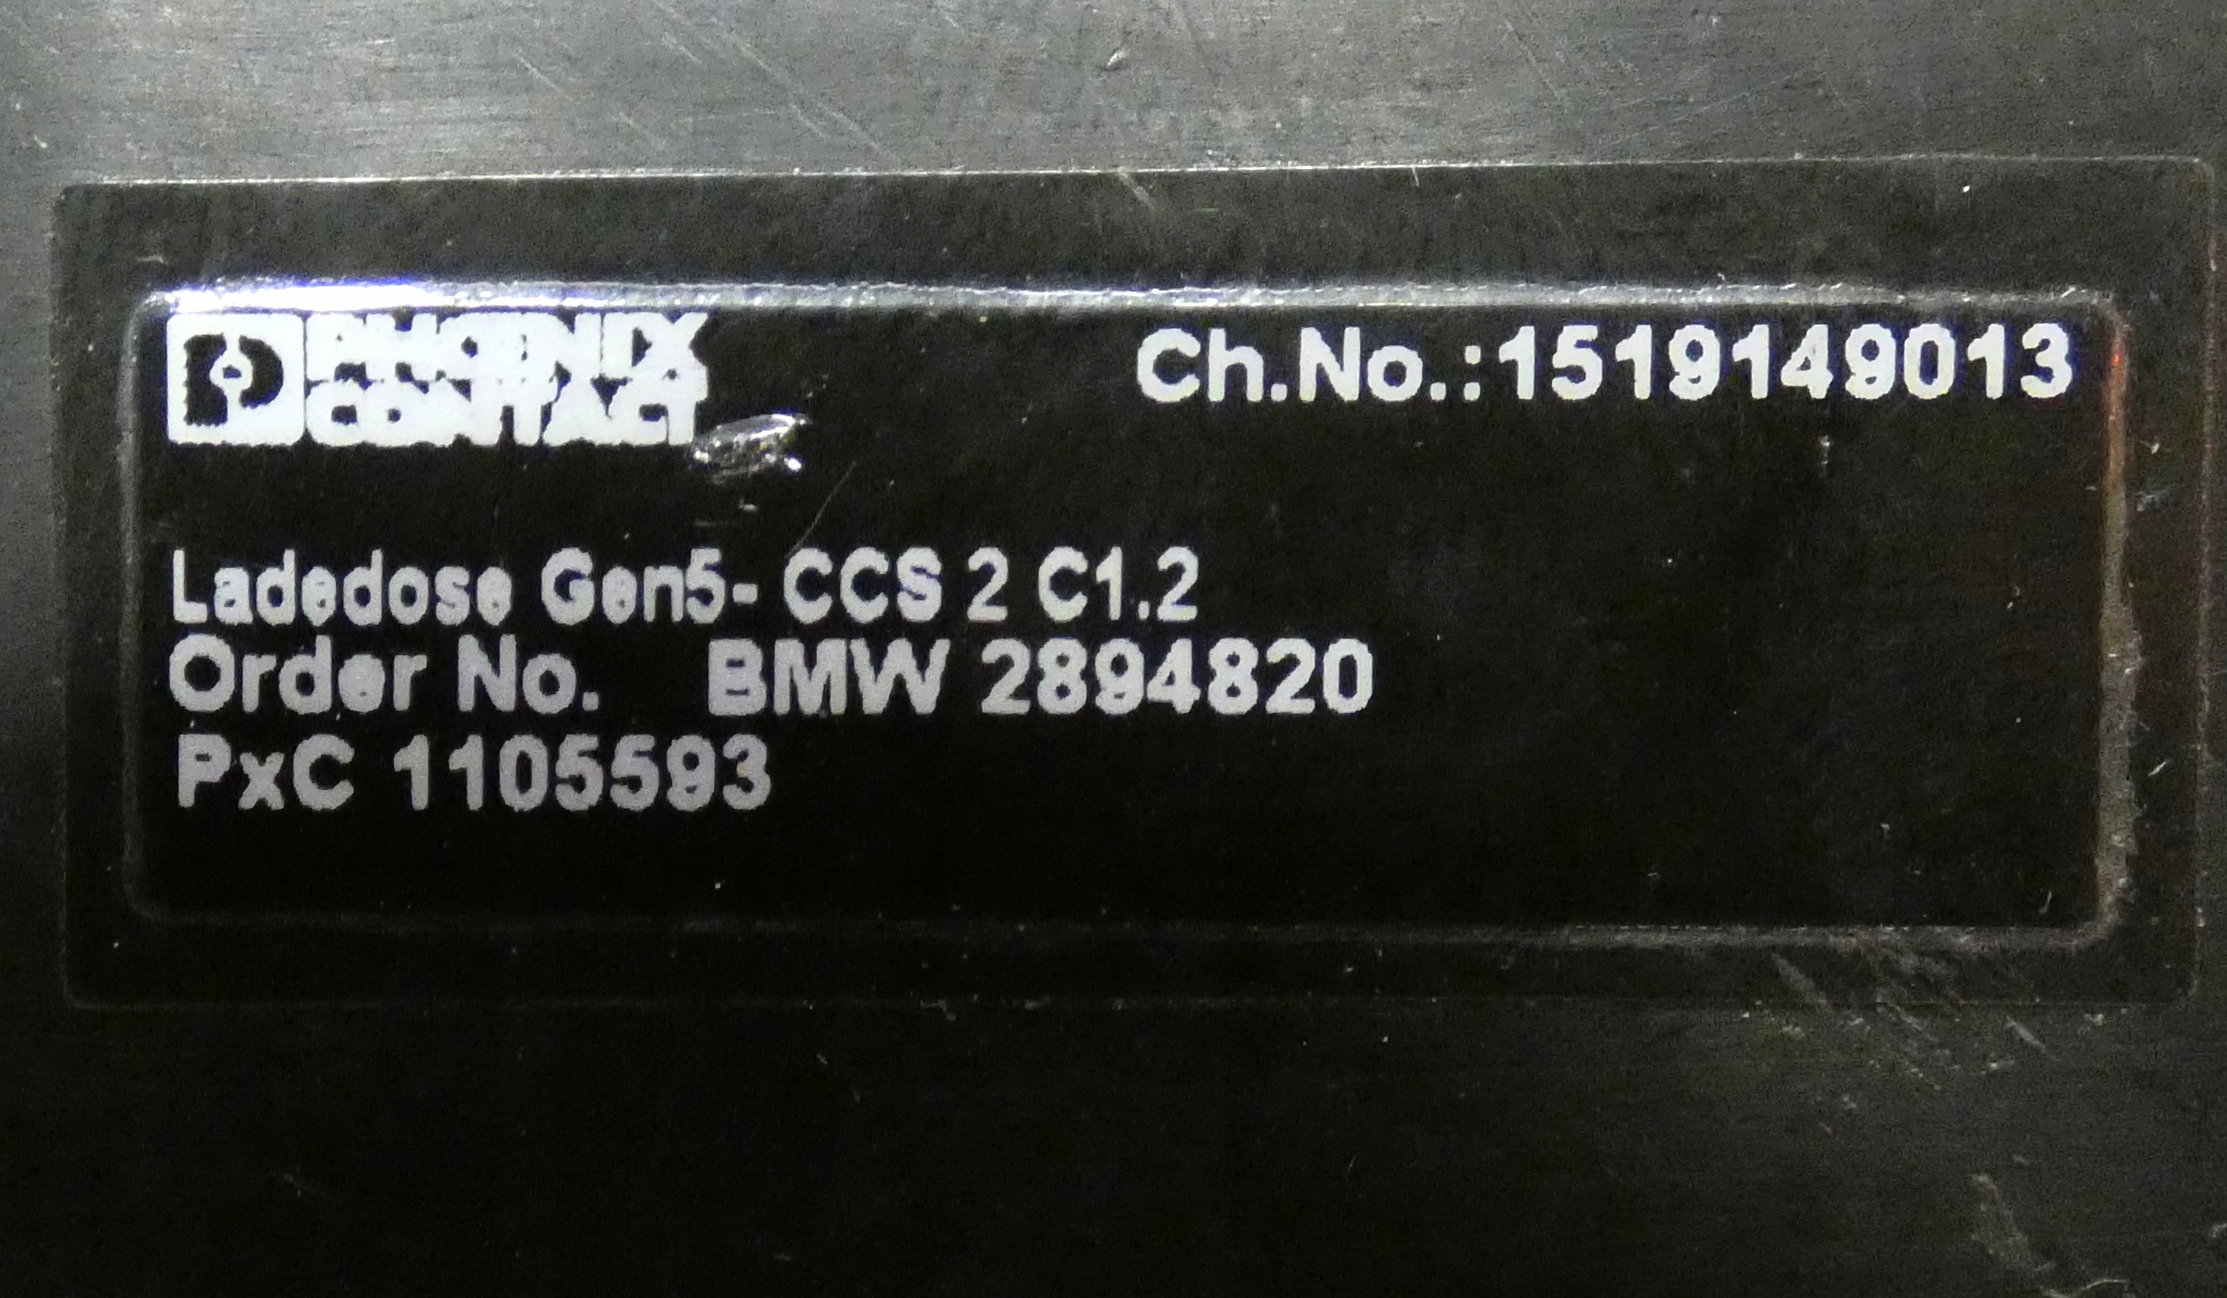 PHOENIX
CONTACT
Ch.No.:1519149013
Ladedose Gen5- CCS 2 C1.2
Order No. BMW 2894820
PxC 1105593